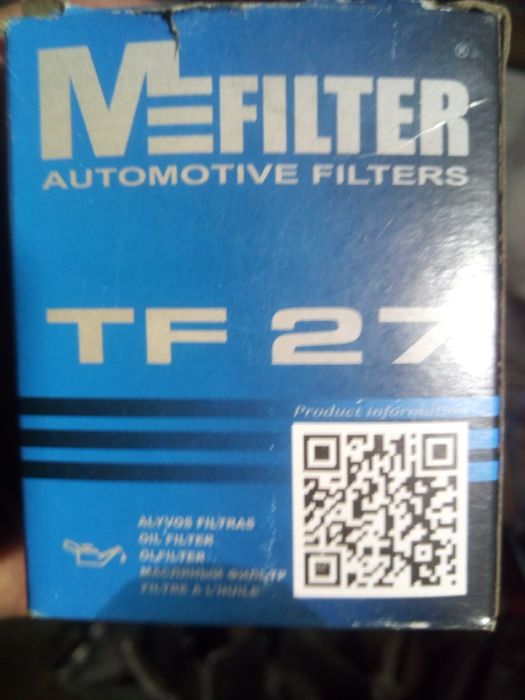 MFILTER
®
AUTOMOTIVE FILTERS
TF 27
Product information
ALYVOS FILTRAS
OIL FILTER
ÖLFILTER
МАСЛЯНЫЙ ФИЛЬТР
FILTRE A L'HUILE